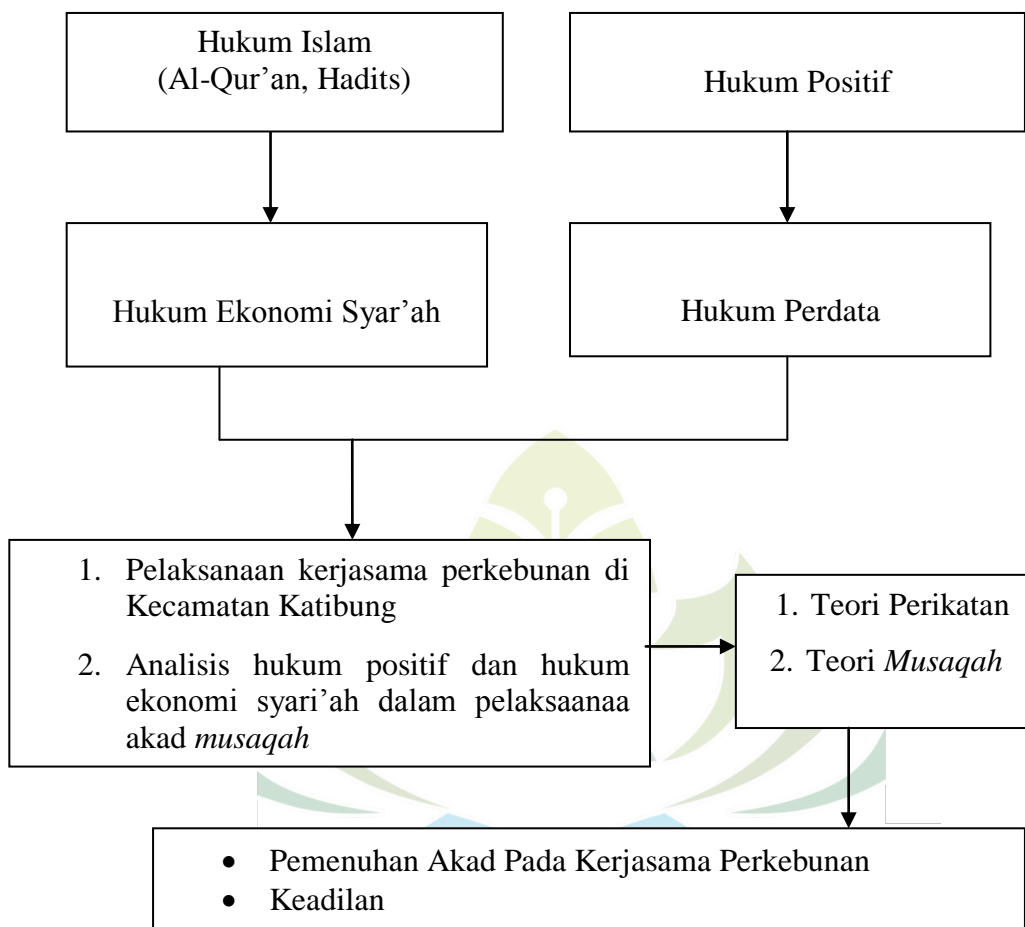 Hukum Islam
(Al-Qur’an, Hadits)
Hukum Positif
Hukum Ekonomi Syar’ah
Hukum Perdata
1. Pelaksanaan kerjasama perkebunan di
Kecamatan Katibung
2. Analisis hukum positif dan hukum
ekonomi syari’ah dalam pelaksaanaa
akad musaqah
1. Teori Perikatan
2. Teori Musaqah
• Pemenuhan Akad Pada Kerjasama Perkebunan
• Keadilan